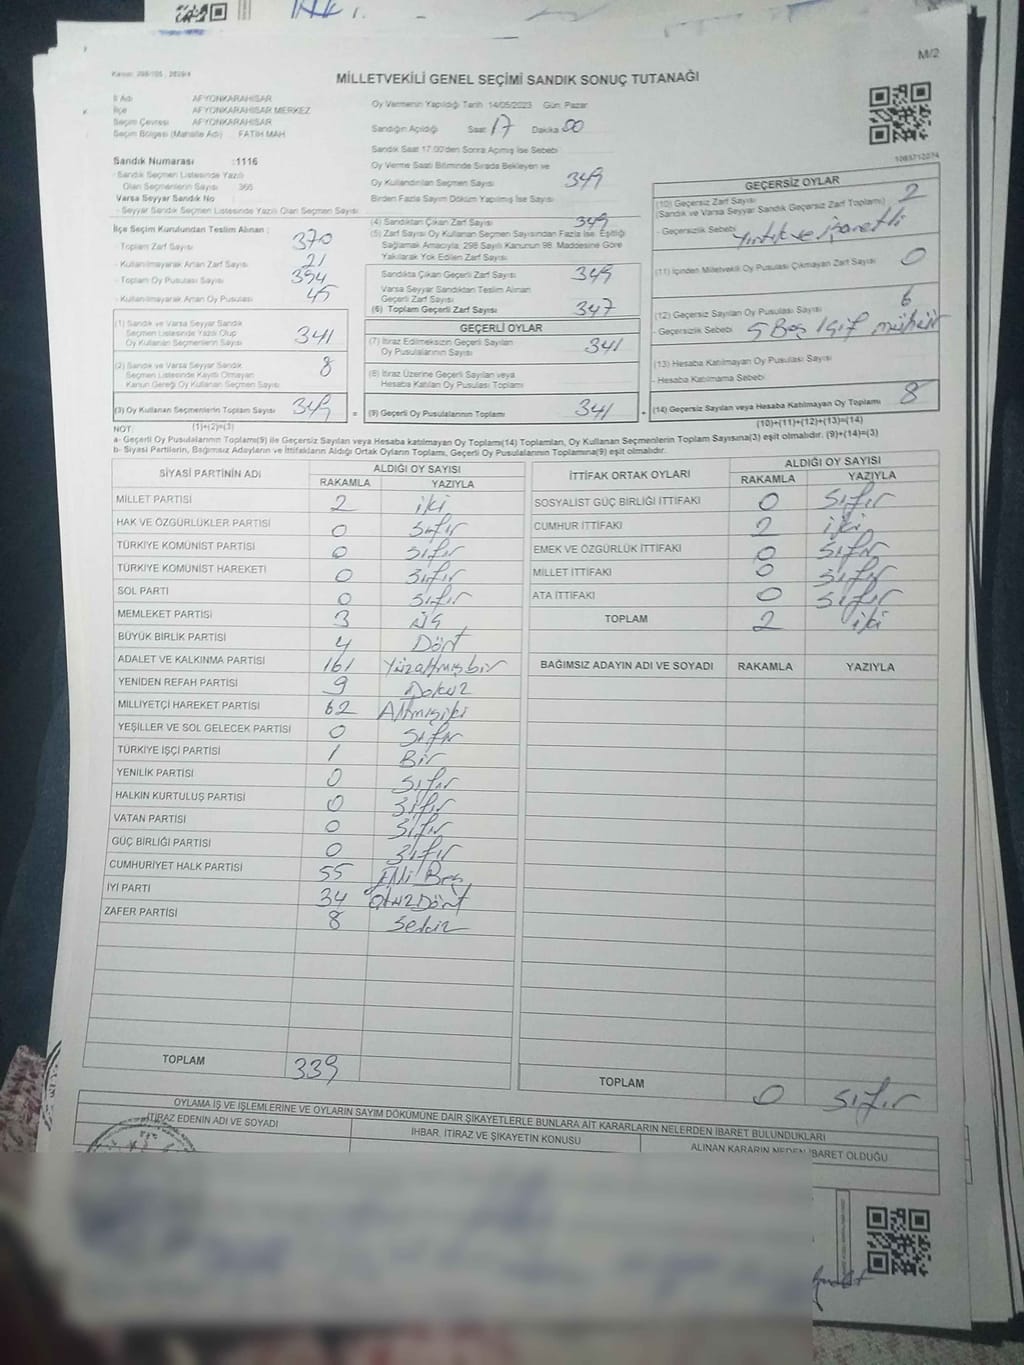 M/2
MİLLETVEKİLİ GENEL SEÇİMİ SANDIK SONUÇ TUTANAĞI
İl Adı AFYONKARAHİSAR
İlçe AFYONKARAHİSAR MERKEZ
Seçim Çevresi AFYONKARAHİSAR
Seçim Bölgesi (Mahalle Adı) FATİH MAH
Sandık Numarası :1116
- Sandık Seçmen Listesinde Yazılı
Olan Seçmenlerin Sayısı 365
Varsa Seyyar Sandık No
- Seyyar Sandık Seçmen Listesinde Yazılı Olan Seçmen Sayısı
İlçe Seçim Kurulundan Teslim Alınan :
- Toplam Zarf Sayısı 370
- Kullanılmayarak Artan Zarf Sayısı 21
- Toplam Oy Pusulası Sayısı 394
- Kullanılmayarak Artan Oy Pusulası 45
(1) Sandık ve Varsa Seyyar Sandık
Seçmen Listesinde Yazılı Olup
Oy Kullanan Seçmenlerin Sayısı 341
(2) Sandık ve Varsa Seyyar Sandık
Seçmen Listesinde Kayıtlı Olmayan
Kanun Gereği Oy Kullanan Seçmen Sayısı 8
(3) Oy Kullanan Seçmenlerin Toplam Sayısı 349 =
(1)+(2)=(3)
Oy Vermenin Yapıldığı Tarih 14/05/2023 Gün: Pazar
Sandığın Açıldığı Saat 17 Dakika 00
Sandık Saat 17:00'den Sonra Açılmış İse Sebebi
Oy Verme Saati Bitiminde Sırada Bekleyen ve
Oy Kullandırılan Seçmen Sayısı 349
Birden Fazla Sayım Döküm Yapılmış İse Sayısı
(4) Sandıktan Çıkan Zarf Sayısı 349
(5) Zarf Sayısı Oy Kullanan Seçmen Sayısından Fazla İse, Eşitliği
Sağlamak Amacıyla, 298 Sayılı Kanunun 98. Maddesine Göre
Yakılarak Yok Edilen Zarf Sayısı
Sandıkta Çıkan Geçerli Zarf Sayısı 349
Varsa Seyyar Sandıktan Teslim Alınan
Geçerli Zarf Sayısı
(6) Toplam Geçerli Zarf Sayısı 347
GEÇERLİ OYLAR
(7) İtiraz Edilmeksizin Geçerli Sayılan
Oy Pusulalarının Sayısı 341
(8) İtiraz Üzerine Geçerli Sayılan veya
Hesaba Katılan Oy Pusulası Toplamı
(9) Geçerli Oy Pusulalarının Toplamı 341 +
1083712074
GEÇERSİZ OYLAR
(10) Geçersiz Zarf Sayısı 2
(Sandık ve Varsa Seyyar Sandık Geçersiz Zarf Toplamı)
- Geçersizlik Sebebi Yırtık ve işaretli
(11) İçinden Milletvekili Oy Pusulası Çıkmayan Zarf Sayısı 0
(12) Geçersiz Sayılan Oy Pusulası Sayısı 6
- Geçersizlik Sebebi 5 Beş mühür
(13) Hesaba Katılmayan Oy Pusulası Sayısı
- Hesaba Katılmama Sebebi
(14) Geçersiz Sayılan veya Hesaba Katılmayan Oy Toplamı 8
(10)+(11)+(12)+(13)=(14)
NOT:
a- Geçerli Oy Pusulalarının Toplamı(9) ile Geçersiz Sayılan veya Hesaba katılmayan Oy Toplamı(14) Toplamları, Oy Kullanan Seçmenlerin Toplam Sayısına(3) eşit olmalıdır. (9)+(14)=(3)
b- Siyasi Partilerin, Bağımsız Adayların ve İttifakların Aldığı Oy Ortak Oyların Toplamı, Geçerli Oy Pusulalarının Toplamına(9) eşit olmalıdır.
SİYASİ PARTİNİN ADI ALDIĞI OY SAYISI
RAKAMLA YAZIYLA
MİLLET PARTİSİ 2 iki
HAK VE ÖZGÜRLÜKLER PARTİSİ 0 sıfır
TÜRKİYE KOMÜNİST PARTİSİ 0 sıfır
TÜRKİYE KOMÜNİST HAREKETİ 0 sıfır
SOL PARTİ 0 sıfır
MEMLEKET PARTİSİ 3 üç
BÜYÜK BİRLİK PARTİSİ 4 Dört
ADALET VE KALKINMA PARTİSİ 161 Yüzaltmışbir
YENİDEN REFAH PARTİSİ 9 Dokuz
MİLLİYETÇİ HAREKET PARTİSİ 62 Altmışiki
YEŞİLLER VE SOL GELECEK PARTİSİ 0 sıfır
TÜRKİYE İŞÇİ PARTİSİ 1 Bir
YENİLİK PARTİSİ 0 sıfır
HALKIN KURTULUŞ PARTİSİ 0 sıfır
VATAN PARTİSİ 0 sıfır
GÜÇ BİRLİĞİ PARTİSİ 0 sıfır
CUMHURİYET HALK PARTİSİ 55 Elli Beş
İYİ PARTİ 34 OtuzDört
ZAFER PARTİSİ 8 Sekiz
TOPLAM 339
İTTİFAK ORTAK OYLARI ALDIĞI OY SAYISI
RAKAMLA YAZIYLA
SOSYALİST GÜÇ BİRLİĞİ İTTİFAKI 0 sıfır
CUMHUR İTTİFAKI 2 iki
EMEK VE ÖZGÜRLÜK İTTİFAKI 0 sıfır
MİLLET İTTİFAKI 0 sıfır
ATA İTTİFAKI 0 sıfır
TOPLAM 2 iki
BAĞIMSIZ ADAYIN ADI VE SOYADI RAKAMLA YAZIYLA
TOPLAM 0 sıfır
OYLAMA İŞ VE İŞLEMLERİNE VE OYLARIN SAYIM DÖKÜMÜNE DAİR ŞİKAYETLERLE BUNLARA AİT KARARLARIN NELERDEN İBARET BULUNDUKLARI
İTİRAZ EDENİN ADI VE SOYADI İHBAR, İTİRAZ VE ŞİKAYETİN KONUSU ALINAN KARARIN NEDEN İBARET OLDUĞU